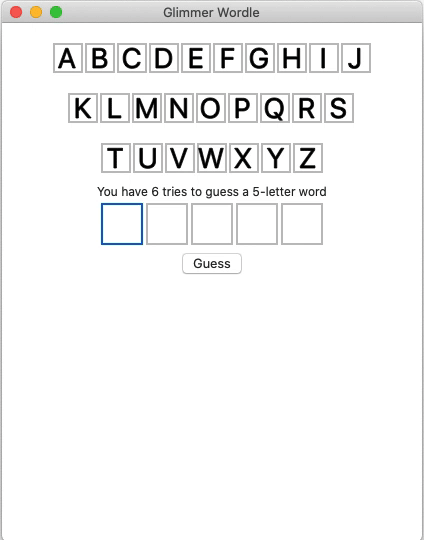 Glimmer Wordle
A B C D E F G H I J
K L M N O P Q R S
T U V W X Y Z
You have 6 tries to guess a 5-letter word
Guess